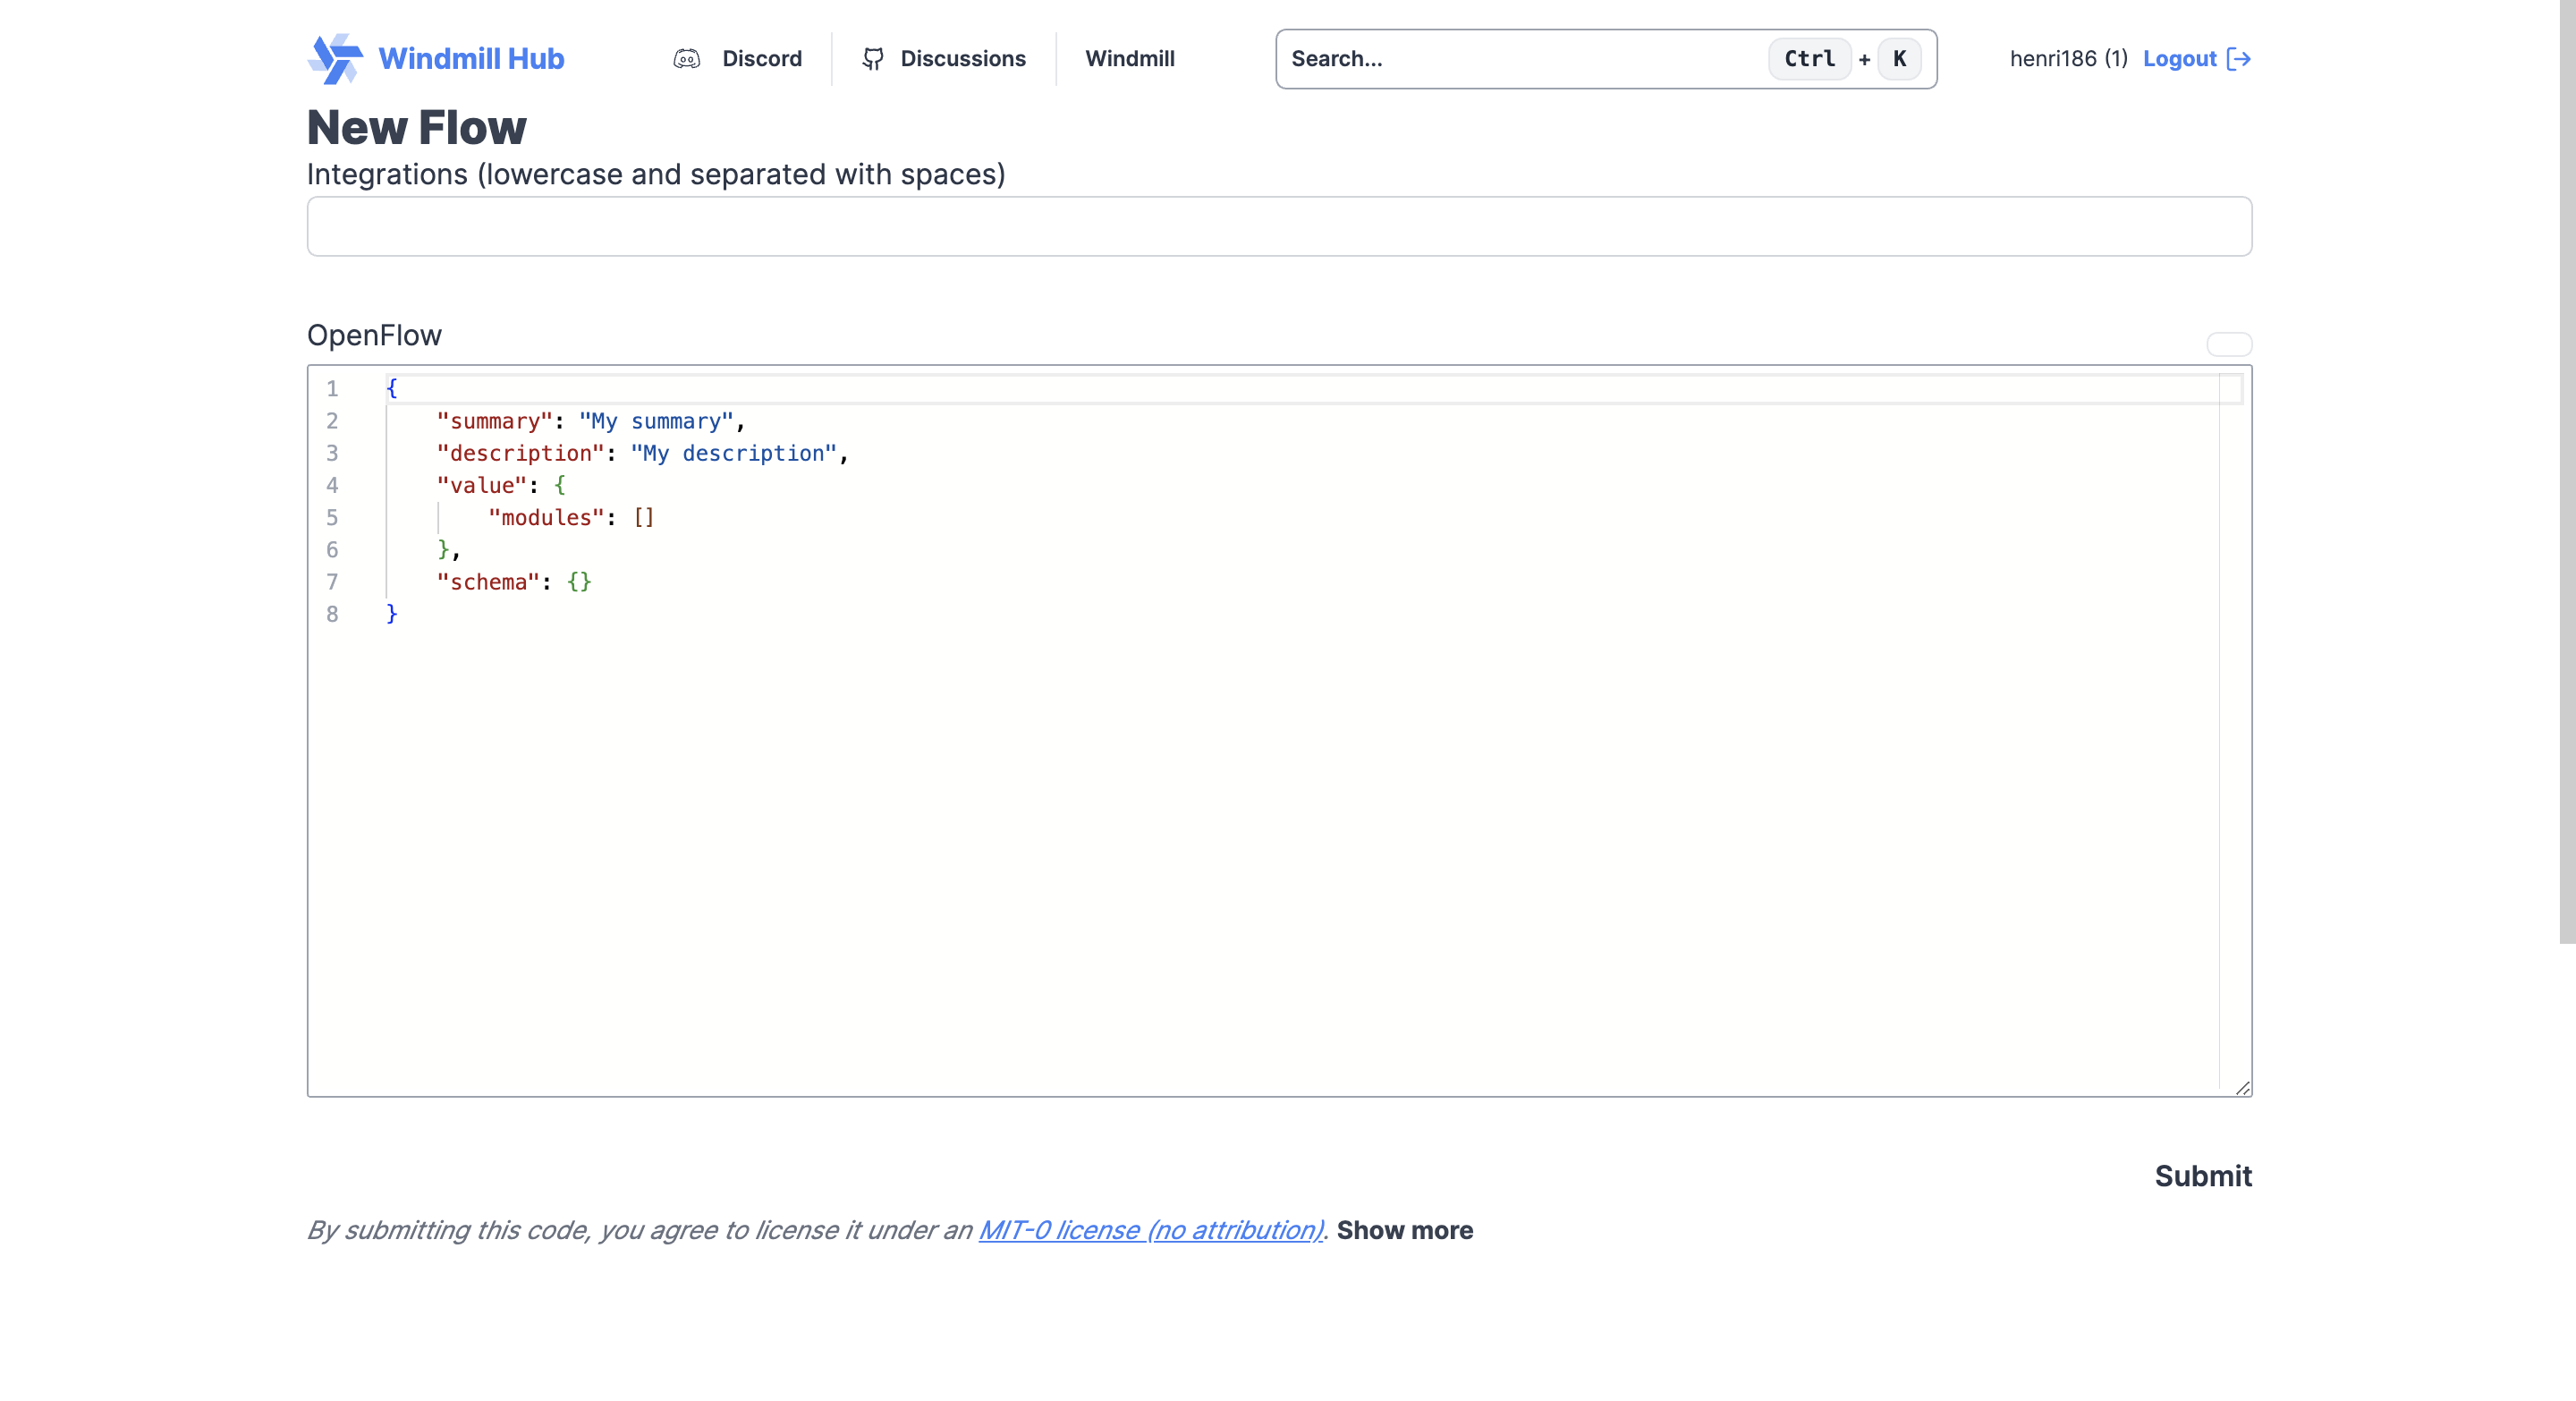 Windmill Hub Discord Discussions Windmill Search... Ctrl + K henri186 (1) Logout
New Flow
Integrations (lowercase and separated with spaces)
OpenFlow
1 {
2     "summary": "My summary",
3     "description": "My description",
4     "value": {
5         "modules": []
6     },
7     "schema": {}
8 }
Submit
By submitting this code, you agree to license it under an MIT-0 license (no attribution). Show more